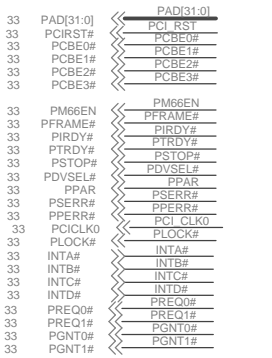 33 PAD[31:0] PAD[31:0]
33 PCIRST# PCI_RST
33 PCBE0# PCBE0#
33 PCBE1# PCBE1#
33 PCBE2# PCBE2#
33 PCBE3# PCBE3#
33 PM66EN PM66EN
33 PFRAME# PFRAME#
33 PIRDY# PIRDY#
33 PTRDY# PTRDY#
33 PSTOP# PSTOP#
33 PDVSEL# PDVSEL#
33 PPAR PPAR
33 PSERR# PSERR#
33 PPERR# PPERR#
33 PCICLK0 PCI_CLK0
33 PLOCK# PLOCK#
33 INTA# INTA#
33 INTB# INTB#
33 INTC# INTC#
33 INTD# INTD#
33 PREQ0# PREQ0#
33 PREQ1# PREQ1#
33 PGNT0# PGNT0#
33 PGNT1# PGNT1#